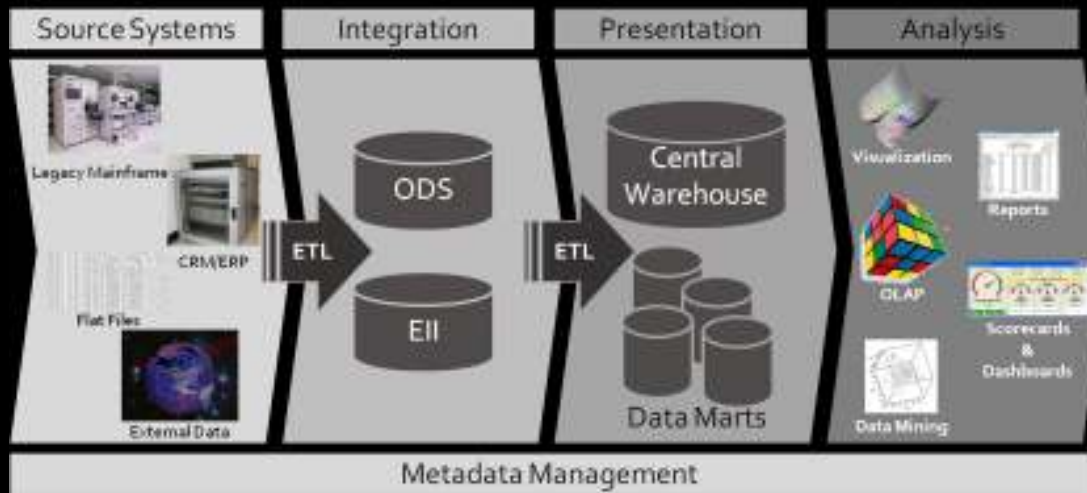 Source Systems
Integration
Presentation
Analysis
Legacy Mainframe
CRM/ERP
Flat Files
External Data
ETL
ODS
EII
ETL
Central
Warehouse
Data Marts
Visualization
Reports
OLAP
Scorecards
&
Dashboards
Data Mining
Metadata Management